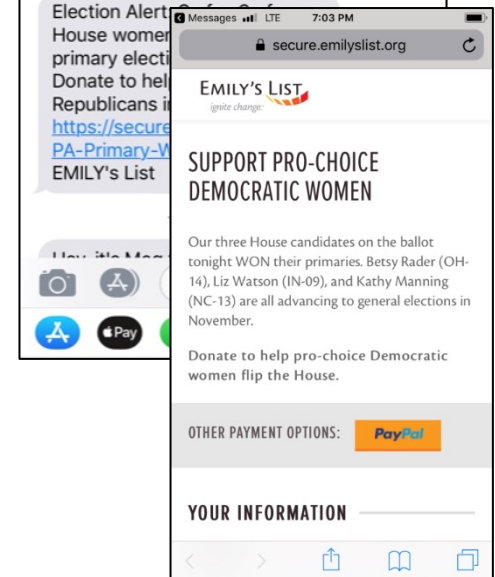 Election Alert
House women
primary electi
Donate to help
Republicans in
https://secure
PA-Primary-W
EMILY's List
Hey, it's Meg
Pay
Messages LTE 7:03 PM
secure.emilyslist.org
EMILY'S LIST
ignite change.
SUPPORT PRO-CHOICE
DEMOCRATIC WOMEN
Our three House candidates on the ballot
tonight WON their primaries. Betsy Rader (OH-
14), Liz Watson (IN-09), and Kathy Manning
(NC-13) are all advancing to general elections in
November.
Donate to help pro-choice Democratic
women flip the House.
OTHER PAYMENT OPTIONS: PayPal
YOUR INFORMATION